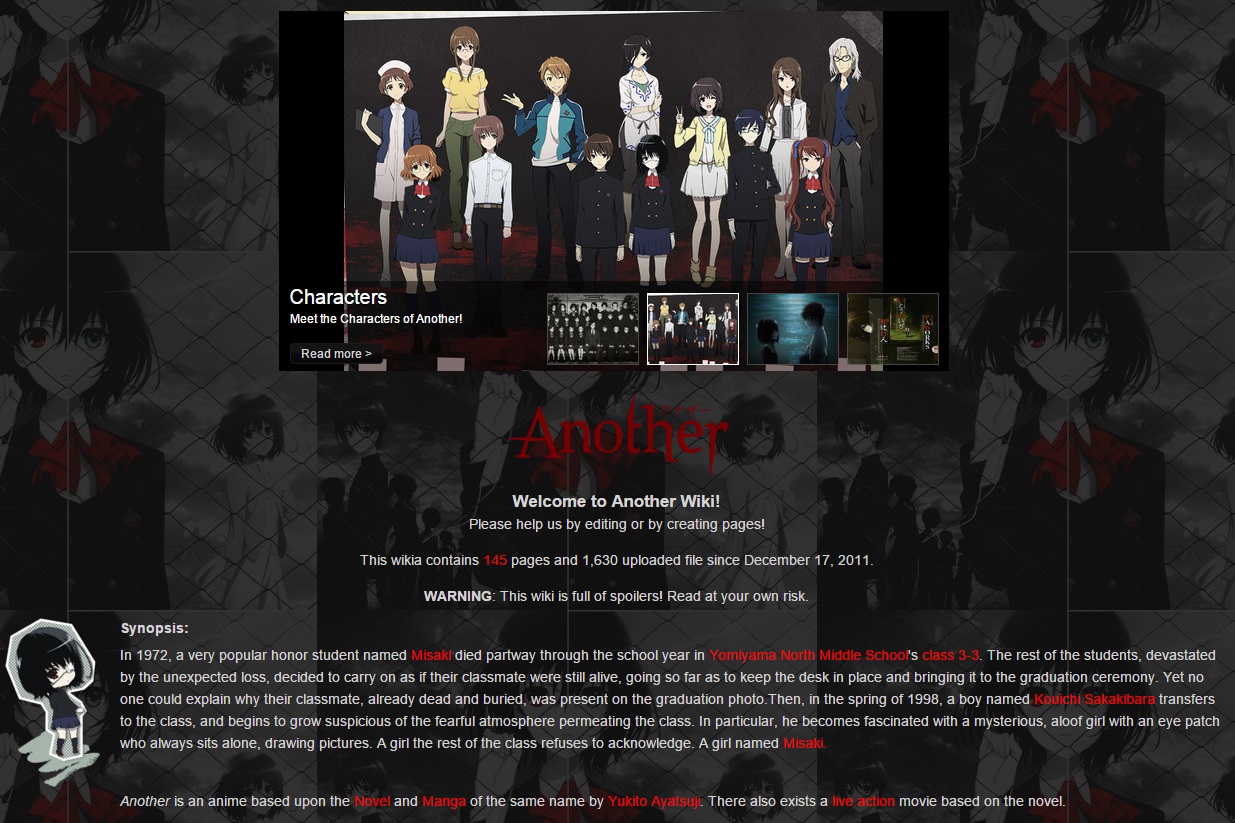 Characters
Meet the Characters of Another!
Read more >
Another
Welcome to Another Wiki!
Please help us by editing or by creating pages!
This wikia contains 145 pages and 1,630 uploaded file since December 17, 2011.
WARNING: This wiki is full of spoilers! Read at your own risk.
Synopsis:
In 1972, a very popular honor student named Misaki died partway through the school year in Yomiyama North Middle School's class 3-3. The rest of the students, devastated
by the unexpected loss, decided to carry on as if their classmate were still alive, going so far as to keep the desk in place and bringing it to the graduation ceremony. Yet no
one could explain why their classmate, already dead and buried, was present on the graduation photo.Then, in the spring of 1998, a boy named Kouichi Sakakibara transfers
to the class, and begins to grow suspicious of the fearful atmosphere permeating the class. In particular, he becomes fascinated with a mysterious, aloof girl with an eye patch
who always sits alone, drawing pictures. A girl the rest of the class refuses to acknowledge. A girl named Misaki.
Another is an anime based upon the Novel and Manga of the same name by Yukito Ayatsuji. There also exists a live action movie based on the novel.